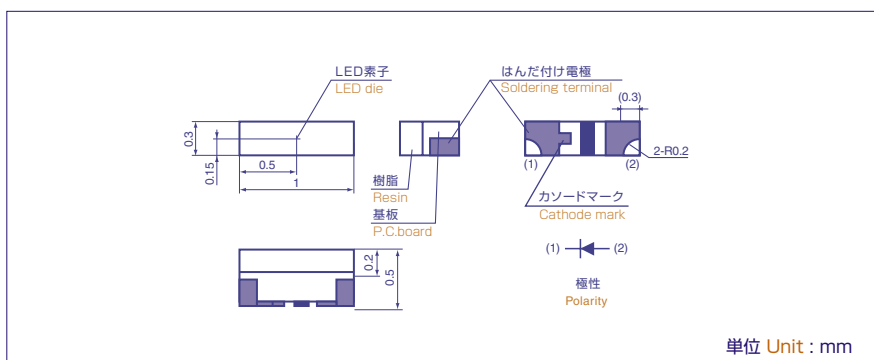 LED素子
LED die
はんだ付け電極
Soldering terminal
(0.3)
0.3
0.15
0.5
1
樹脂
Resin
基板
P.C.board
(1)
(2)
2-R0.2
カソードマーク
Cathode mark
0.2
0.5
(1)
(2)
極性
Polarity
単位 Unit : mm